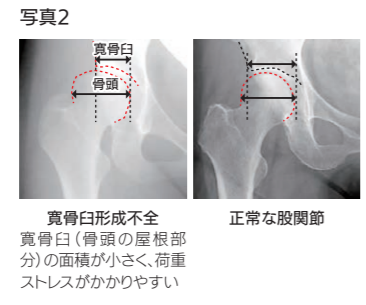 写真2
寛骨臼
骨頭
寛骨臼形成不全
正常な股関節
寛骨臼（骨頭の屋根部
分）の面積が小さく、荷重
ストレスがかかりやすい